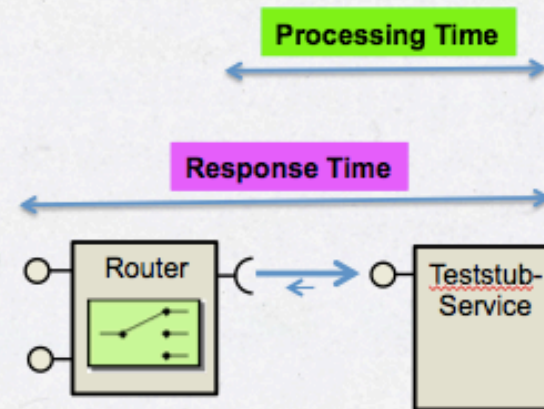 Processing Time
Response Time
Router
Teststub-
Service